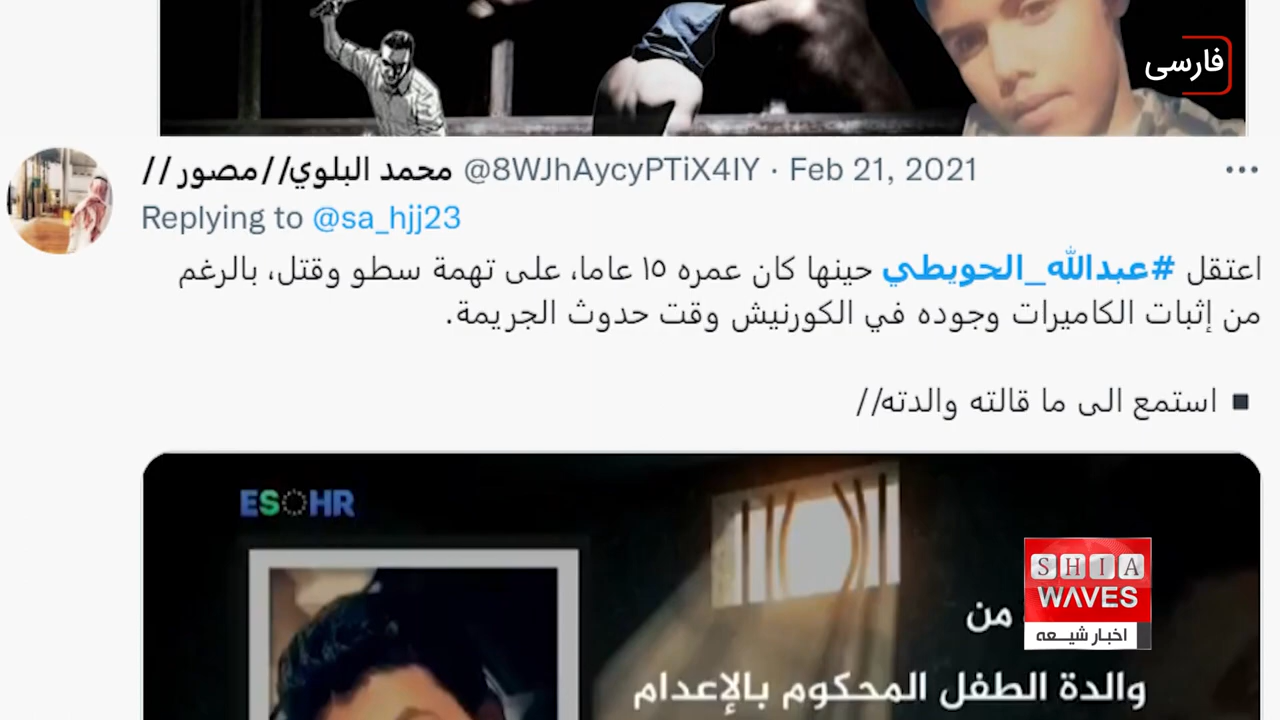 فارسی
محمد البلوي//مصور // @8WJhAycyPTiX4IY · Feb 21, 2021
Replying to @sa_hjj23
اعتقل #عبدالله_الحويطي حينها كان عمره ١٥ عاما، على تهمة سطو وقتل، بالرغم
من إثبات الكاميرات وجوده في الكورنيش وقت حدوث الجريمة.
▪ استمع الى ما قالته والدته//
ESOHR
SHIA
WAVES
اخبار شیـعه
من
والدة الطفل المحكوم بالإعدام